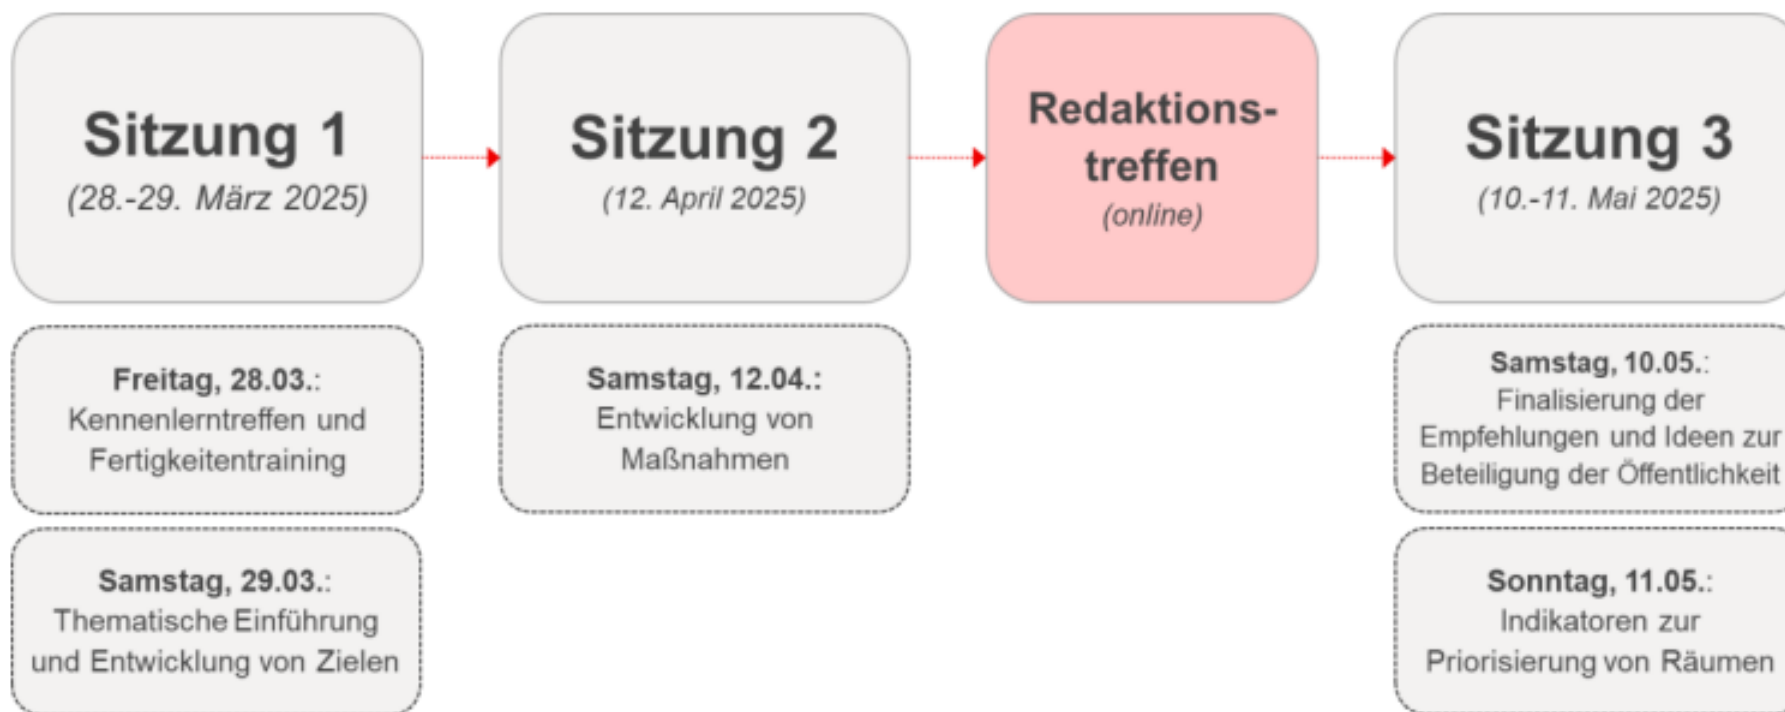 Sitzung 1
(28.-29. März 2025)
Sitzung 2
(12. April 2025)
Redaktions-
treffen
(online)
Sitzung 3
(10.-11. Mai 2025)
Freitag, 28.03.:
Kennenlerntreffen und
Fertigkeitentraining
Samstag, 29.03.:
Thematische Einführung
und Entwicklung von Zielen
Samstag, 12.04.:
Entwicklung von
Maßnahmen
Samstag, 10.05.:
Finalisierung der
Empfehlungen und Ideen zur
Beteiligung der Öffentlichkeit
Sonntag, 11.05.:
Indikatoren zur
Priorisierung von Räumen